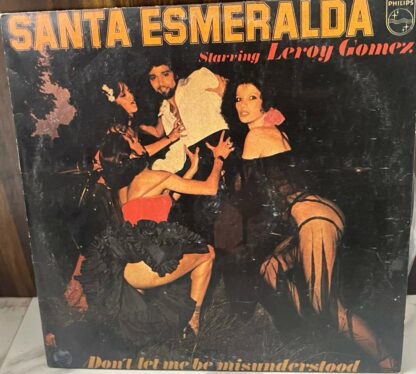 SANTA ESMERALDA
PHILIPS
Starring Leroy Gomez
Don't let me be misunderstood